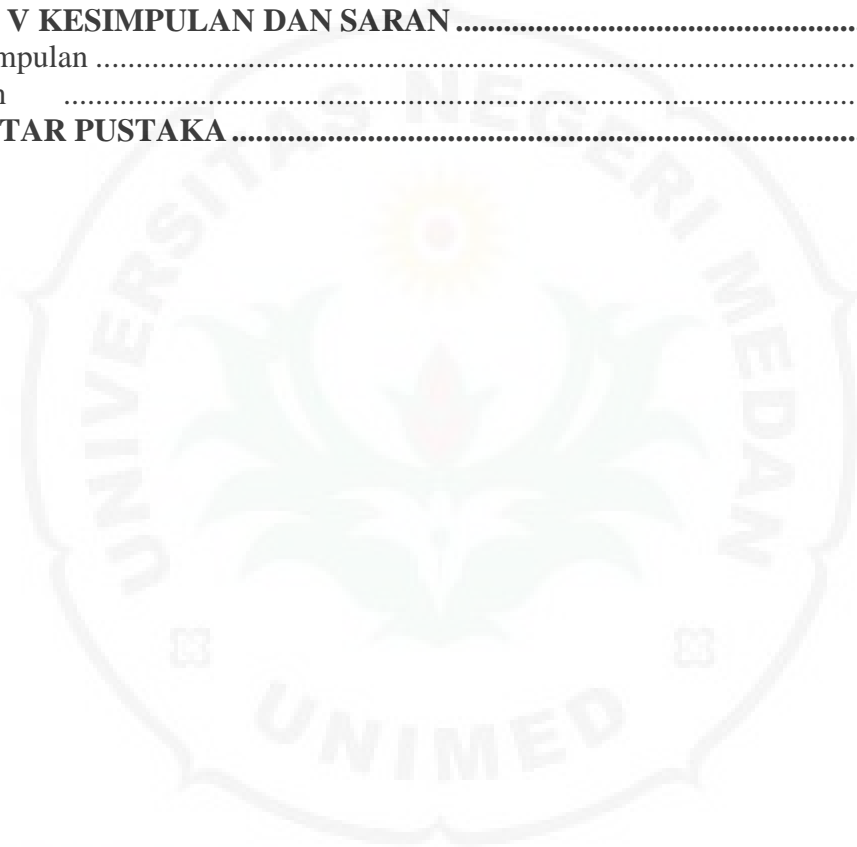 V KESIMPULAN DAN SARAN ........................................................
mpulan ........................................................................................................
n ........................................................................................................
TAR PUSTAKA ....................................................................................
UNIVERSITAS NEGERI MEDAN
UNIMED